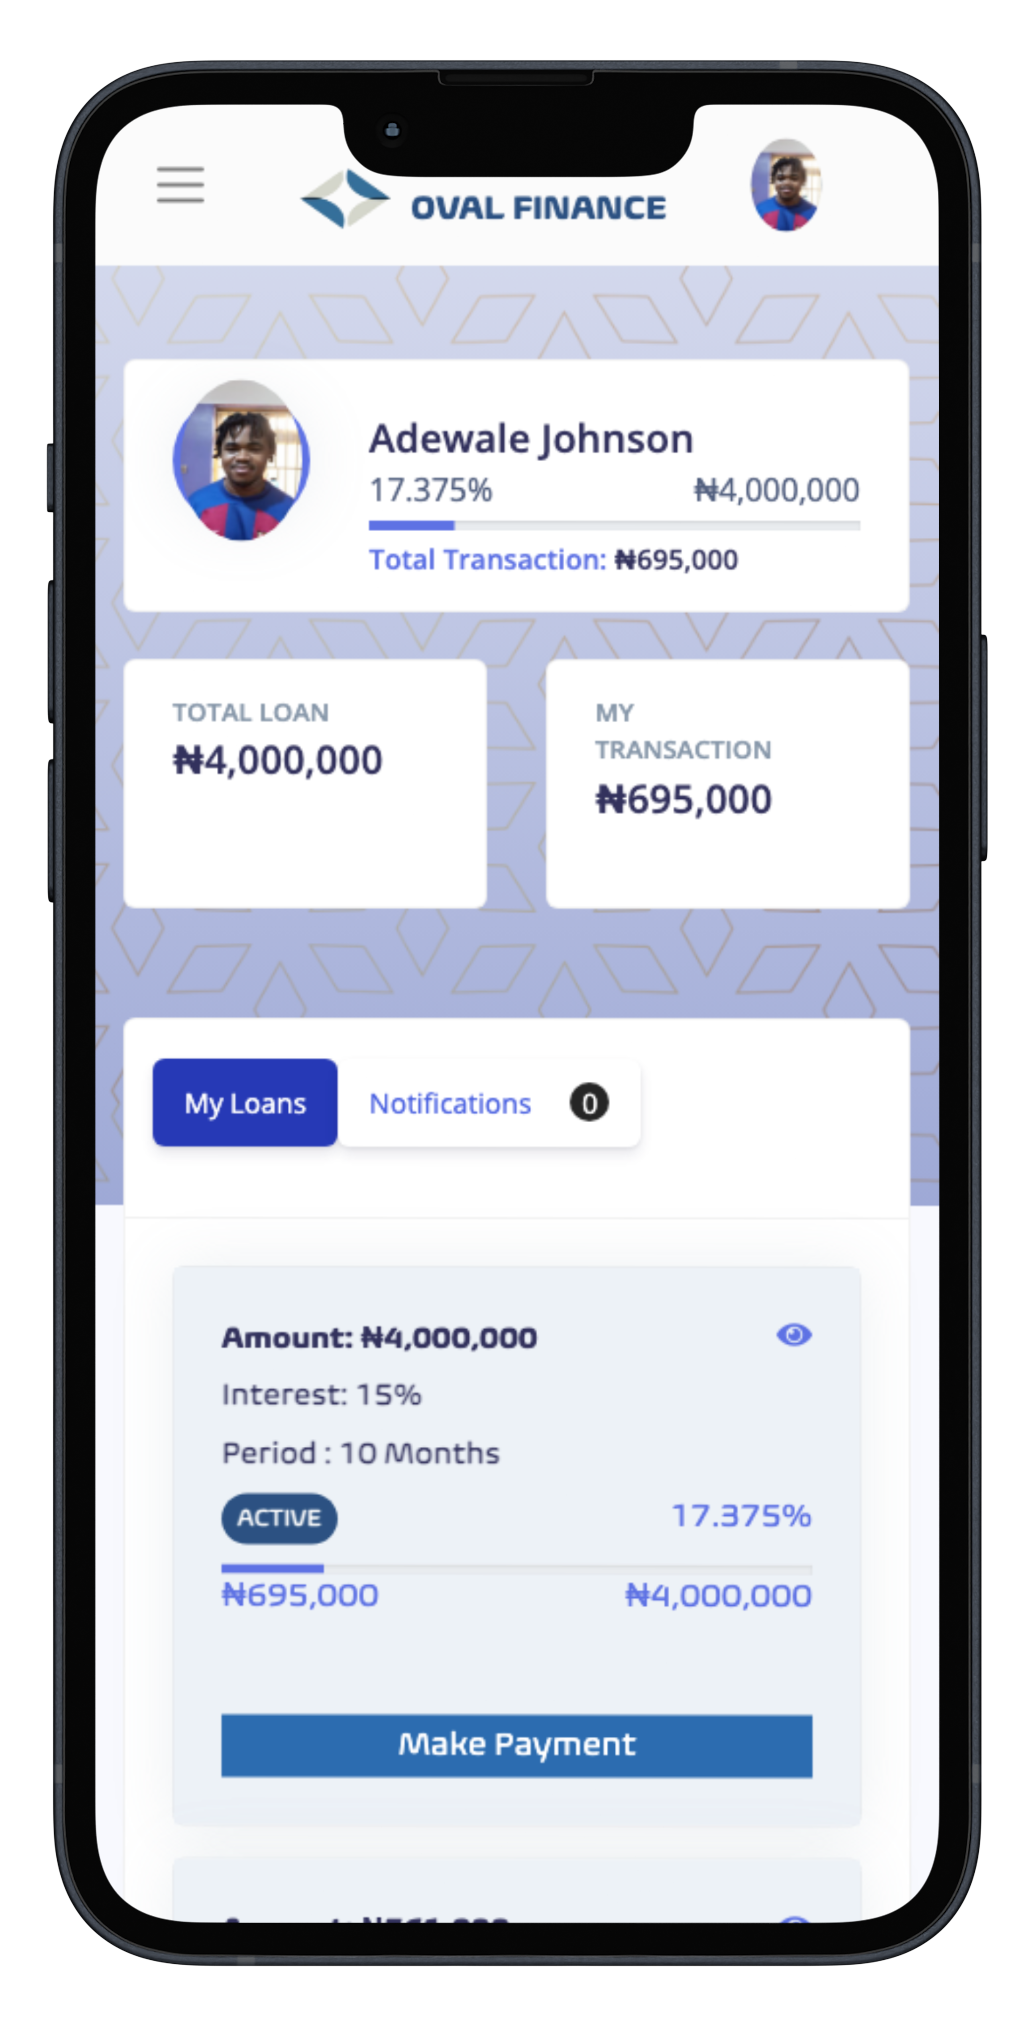 OVAL FINANCE
Adewale Johnson
17.375% ₦4,000,000
Total Transaction: ₦695,000
TOTAL LOAN
₦4,000,000
MY
TRANSACTION
₦695,000
My Loans Notifications 0
Amount: ₦4,000,000
Interest: 15%
Period : 10 Months
ACTIVE 17.375%
₦695,000 ₦4,000,000
Make Payment